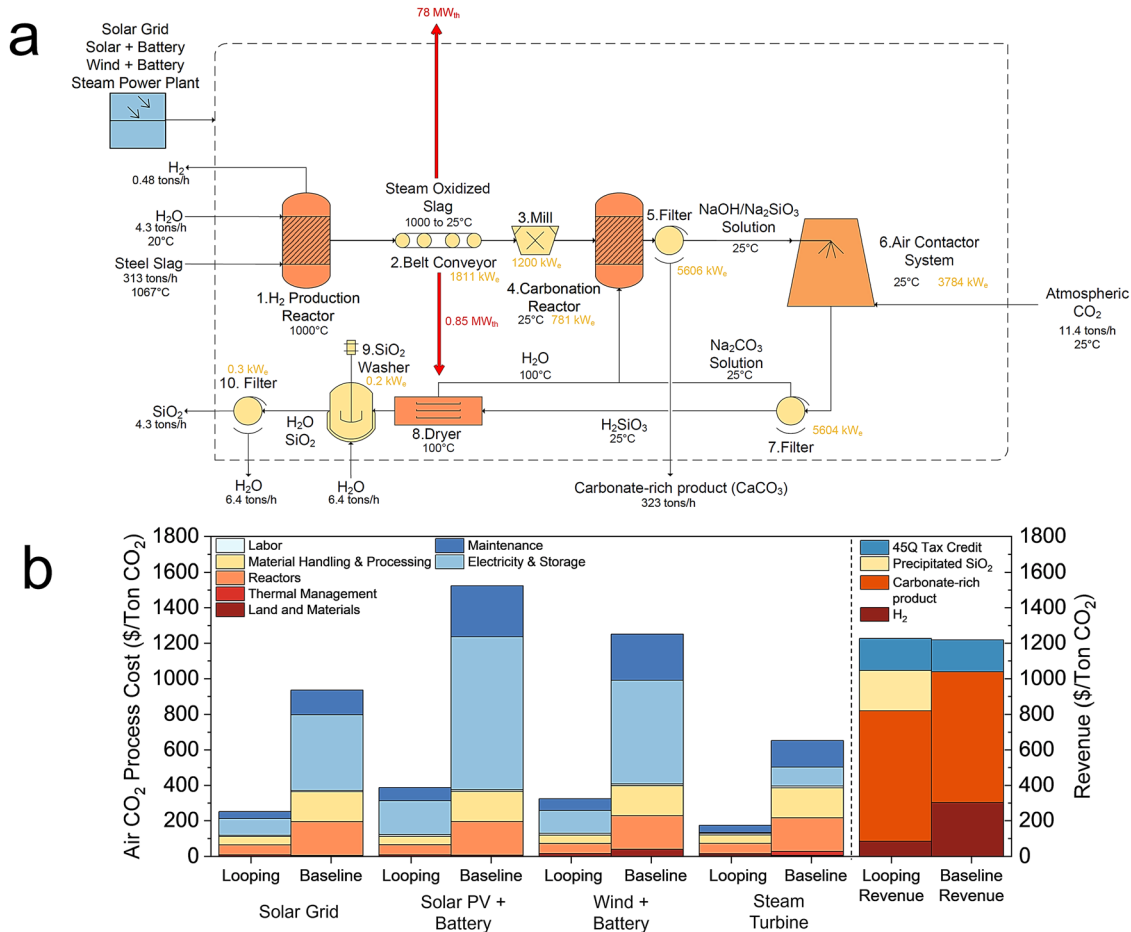 a
Solar Grid
Solar + Battery
Wind + Battery
Steam Power Plant
78 MWth
H2
0.48 tons/h
H2O
4.3 tons/h
20°C
Steel Slag
313 tons/h
1067°C
1.H2 Production
Reactor
1000°C
Steam Oxidized
Slag
1000 to 25°C
2.Belt Conveyor
1811 kWe
3.Mill
1200 kWe
4.Carbonation
Reactor
25°C 781 kWe
5.Filter
5606 kWe
NaOH/Na2SiO3
Solution
25°C
6.Air Contactor
System
25°C
3784 kWe
Atmospheric
CO2
11.4 tons/h
25°C
0.85 MWth
H2O
100°C
Na2CO3
Solution
25°C
9.SiO2
Washer
0.2 kWe
0.3 kWe
10. Filter
SiO2
4.3 tons/h
H2O
SiO2
8.Dryer
100°C
H2SiO3
25°C
5604 kWe
7.Filter
H2O
6.4 tons/h
H2O
6.4 tons/h
Carbonate-rich product (CaCO3)
323 tons/h
b
Air CO2 Process Cost ($/Ton CO2)
1800
1600
1400
1200
1000
800
600
400
200
0
Labor
Material Handling & Processing
Reactors
Thermal Management
Land and Materials
Maintenance
Electricity & Storage
45Q Tax Credit
Precipitated SiO2
Carbonate-rich
product
H2
1800
1600
1400
1200
1000
800
600
400
200
0
Revenue ($/Ton CO2)
Looping Baseline Looping Baseline Looping Baseline Looping Baseline
Looping
Revenue
Baseline
Revenue
Solar Grid
Solar PV +
Battery
Wind +
Battery
Steam
Turbine